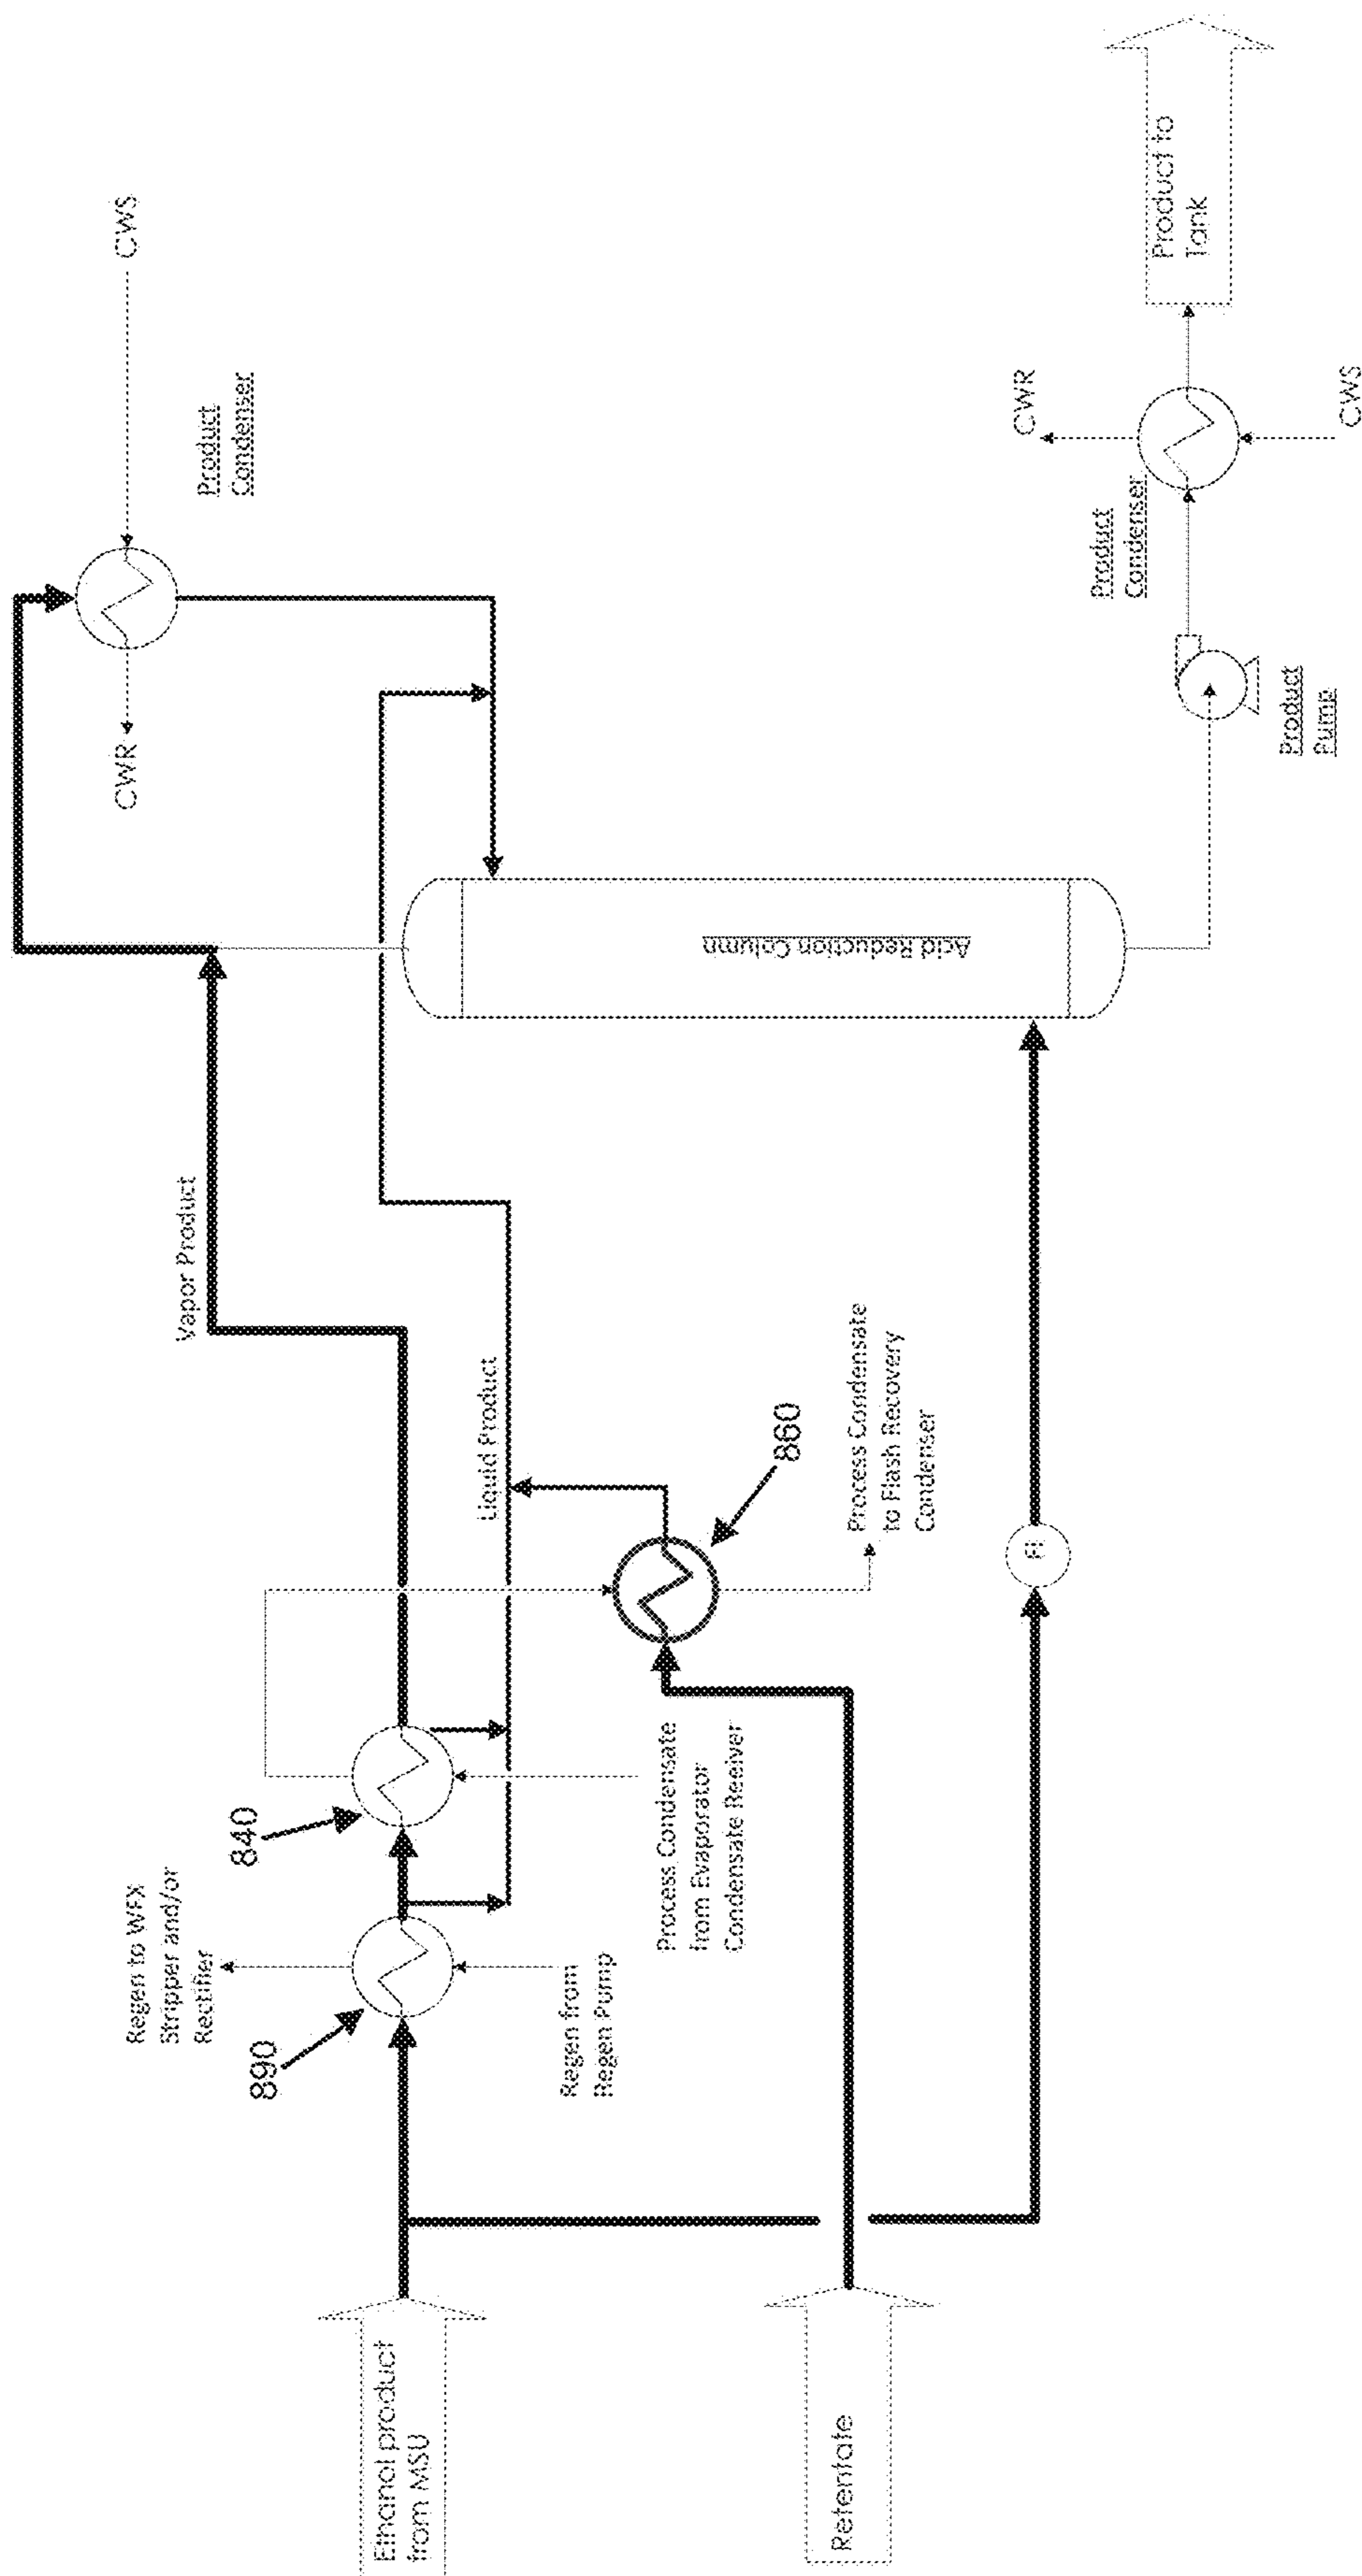 Ethanol product
from MSU
Retentate
890
Regen to WFX
Stripper and/or
Rectifier
Regen from
Regen Pump
840
Process Condensate
from Evaporator
Condensate Reeiver
860
Process Condensate
to Flash Recovery
Condenser
Liquid Product
Vapor Product
FI
Acid Reduction Column
CWR
CWS
Product
Condenser
Product
Pump
Product
Condenser
CWR
CWS
Product to
Tank